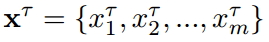 𝐱^τ = {x_1^τ, x_2^τ, ..., x_m^τ}